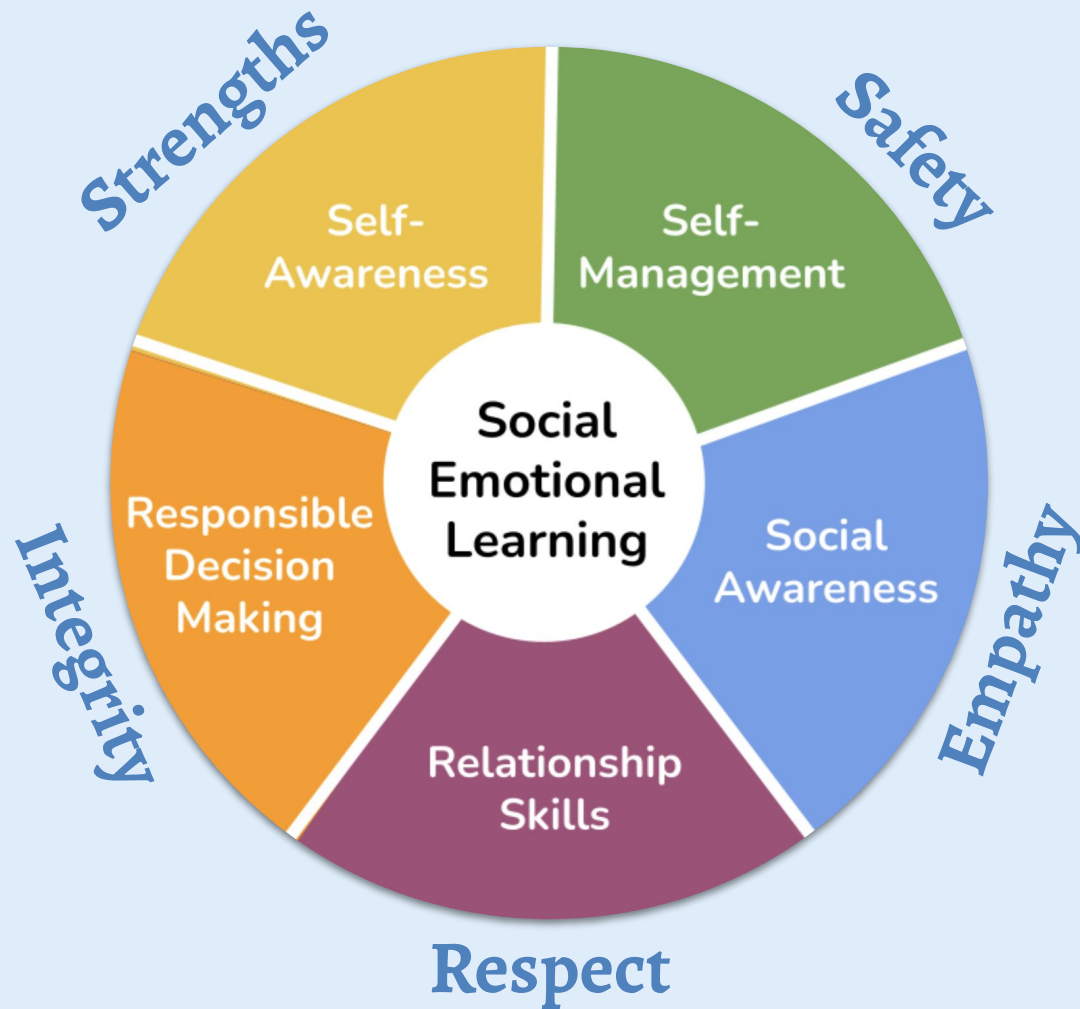 Strengths
Safety
Self-
Awareness
Self-
Management
Social
Emotional
Learning
Responsible
Decision
Making
Social
Awareness
Integrity
Empathy
Relationship
Skills
Respect